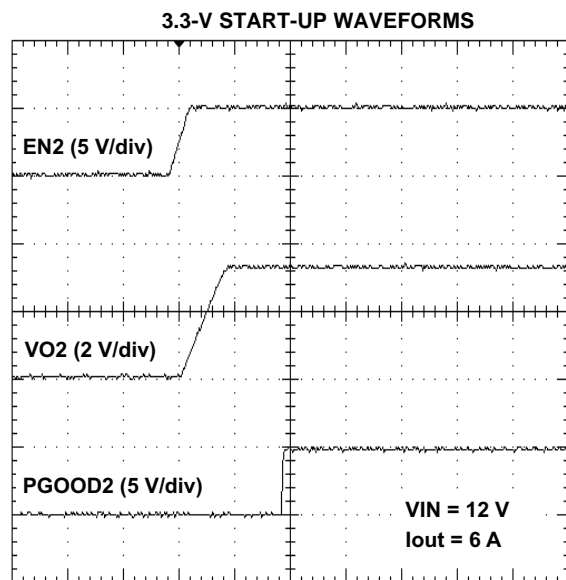 3.3-V START-UP WAVEFORMS
EN2 (5 V/div)
VO2 (2 V/div)
PGOOD2 (5 V/div)
VIN = 12 V
Iout = 6 A